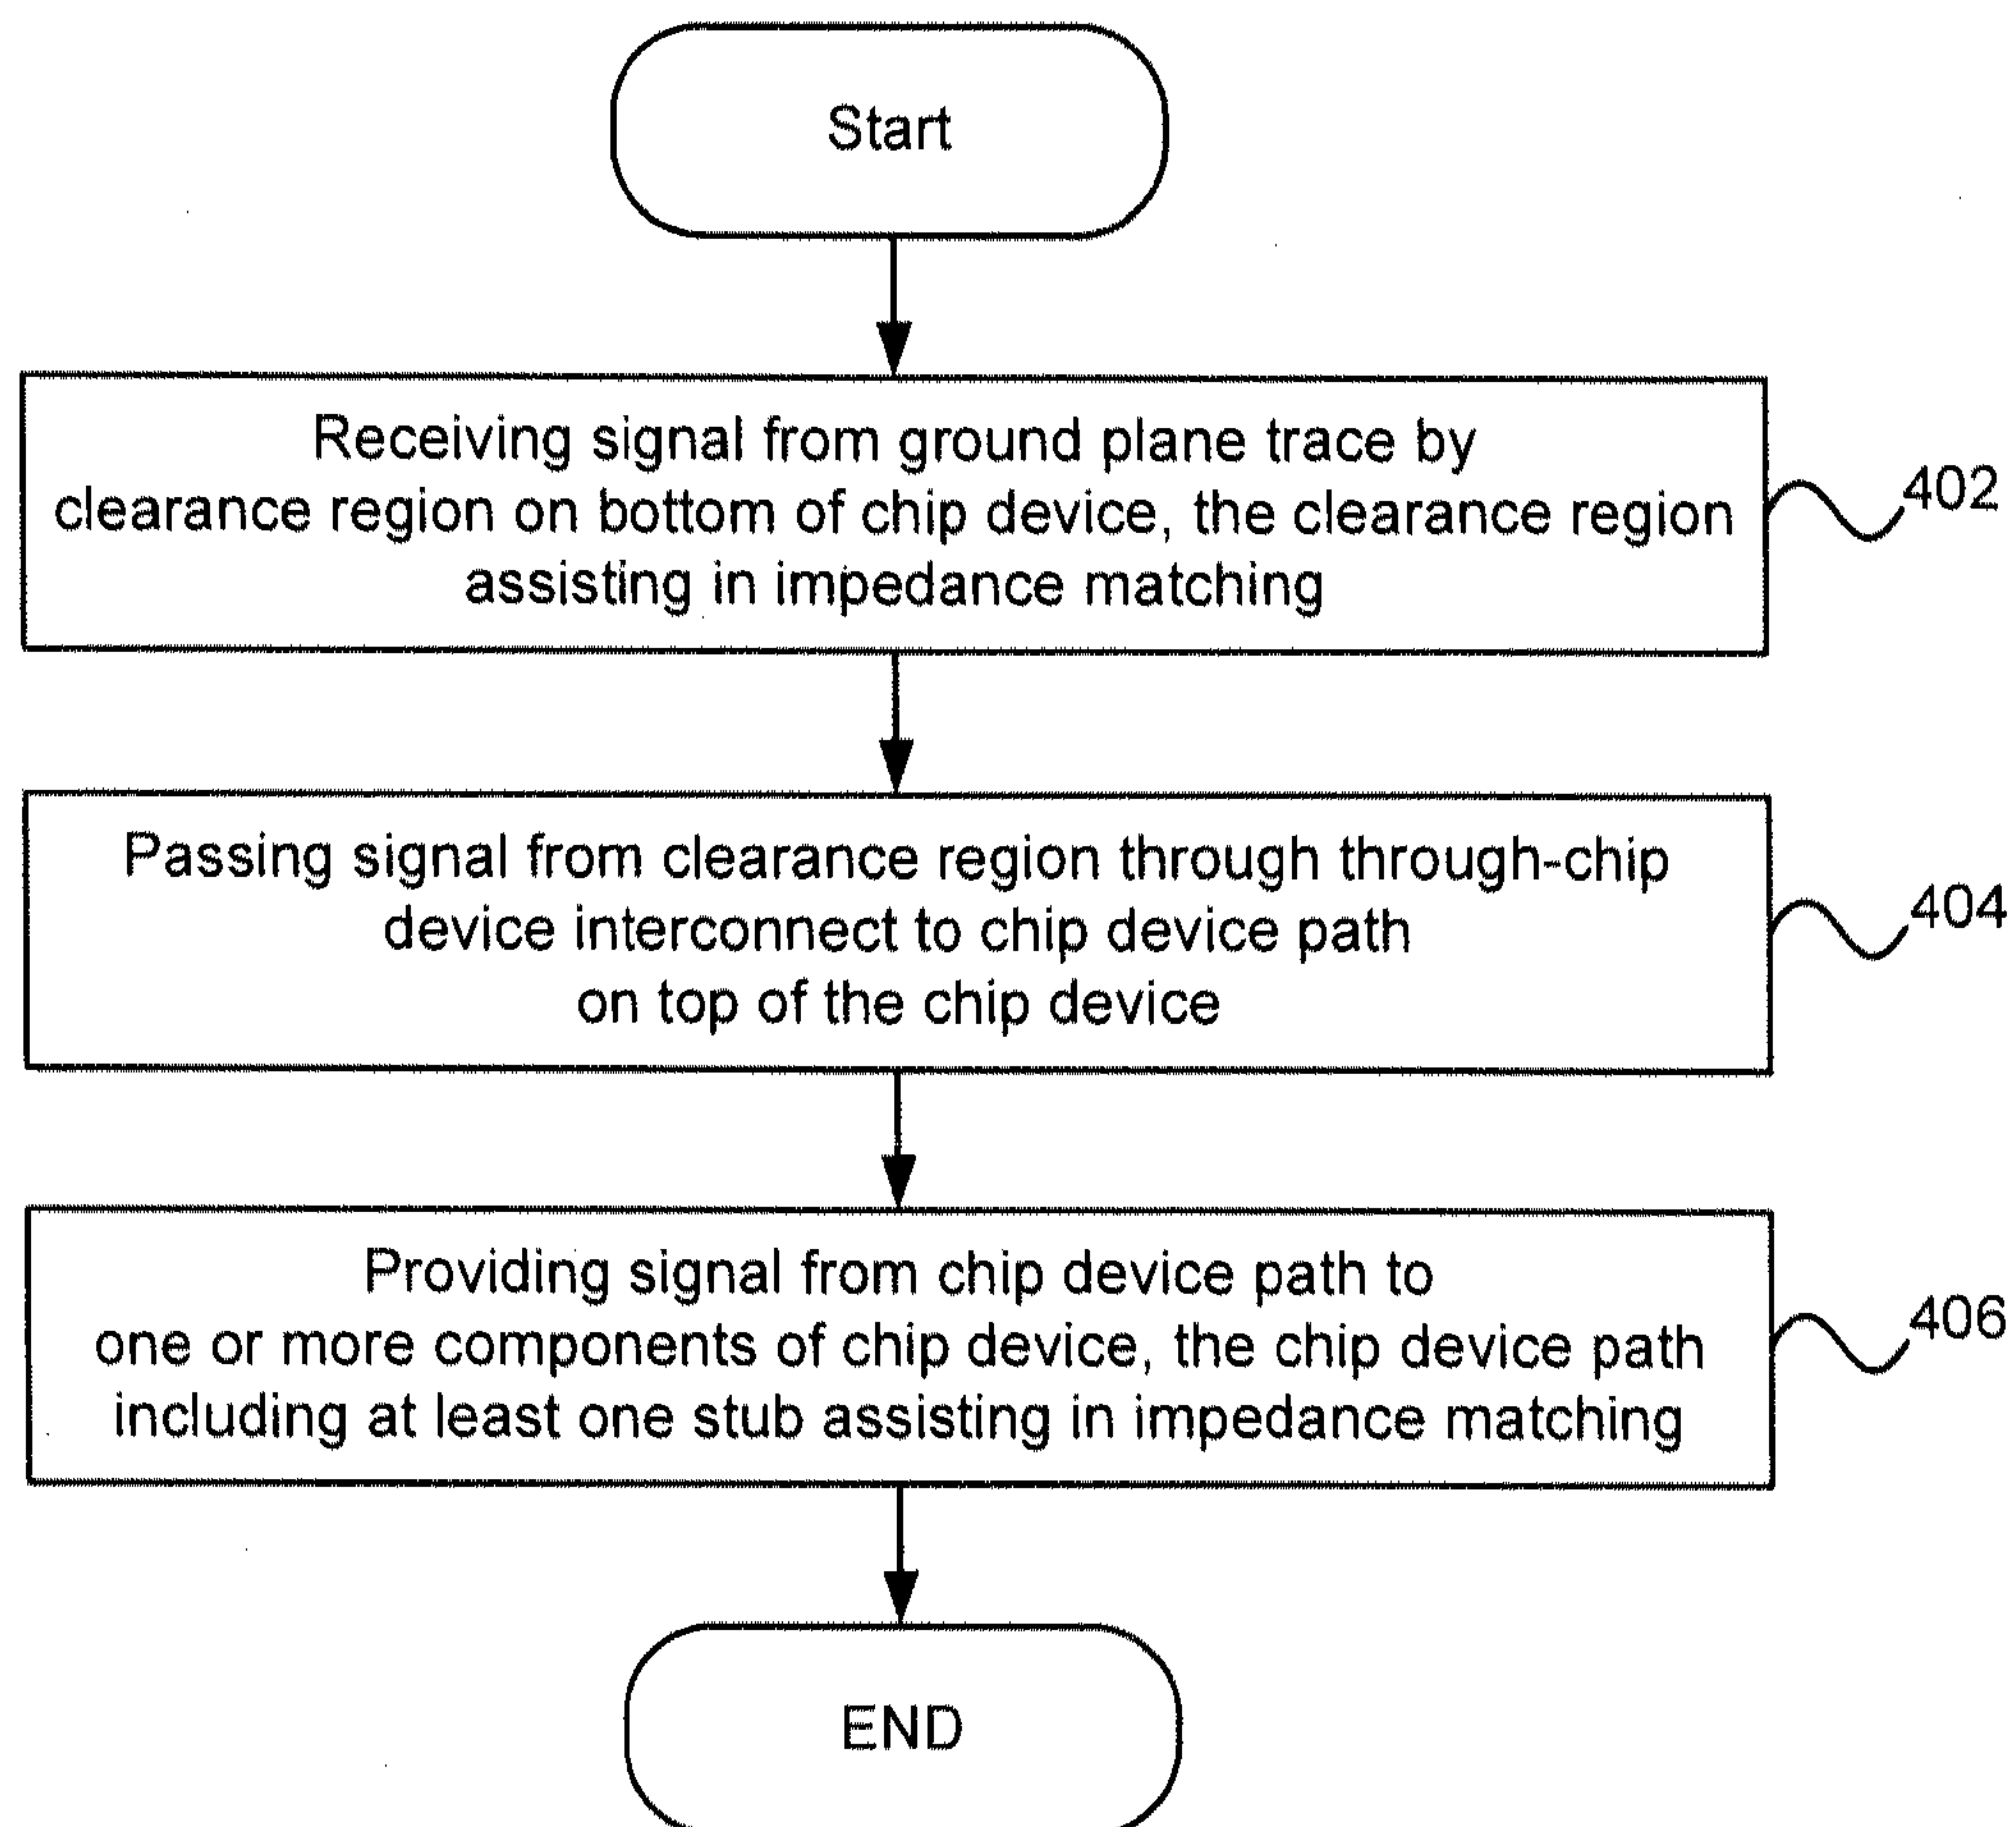 Start
Receiving signal from ground plane trace by
clearance region on bottom of chip device, the clearance region
assisting in impedance matching
402
Passing signal from clearance region through through-chip
device interconnect to chip device path
on top of the chip device
404
Providing signal from chip device path to
one or more components of chip device, the chip device path
including at least one stub assisting in impedance matching
406
END